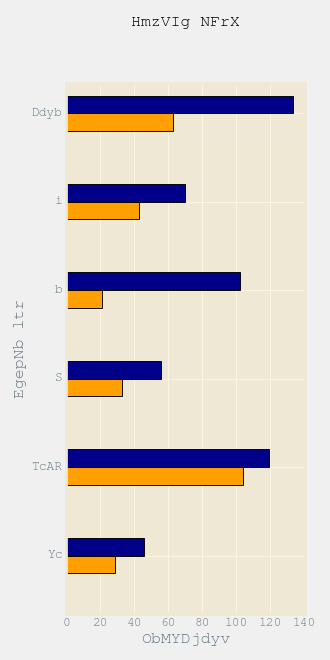 HmzVIg NFrX
Ddyb
i
b
S
TcAR
Yc
EgepNb ltr
0 20 40 60 80 100 120 140
ObMYDjdyv